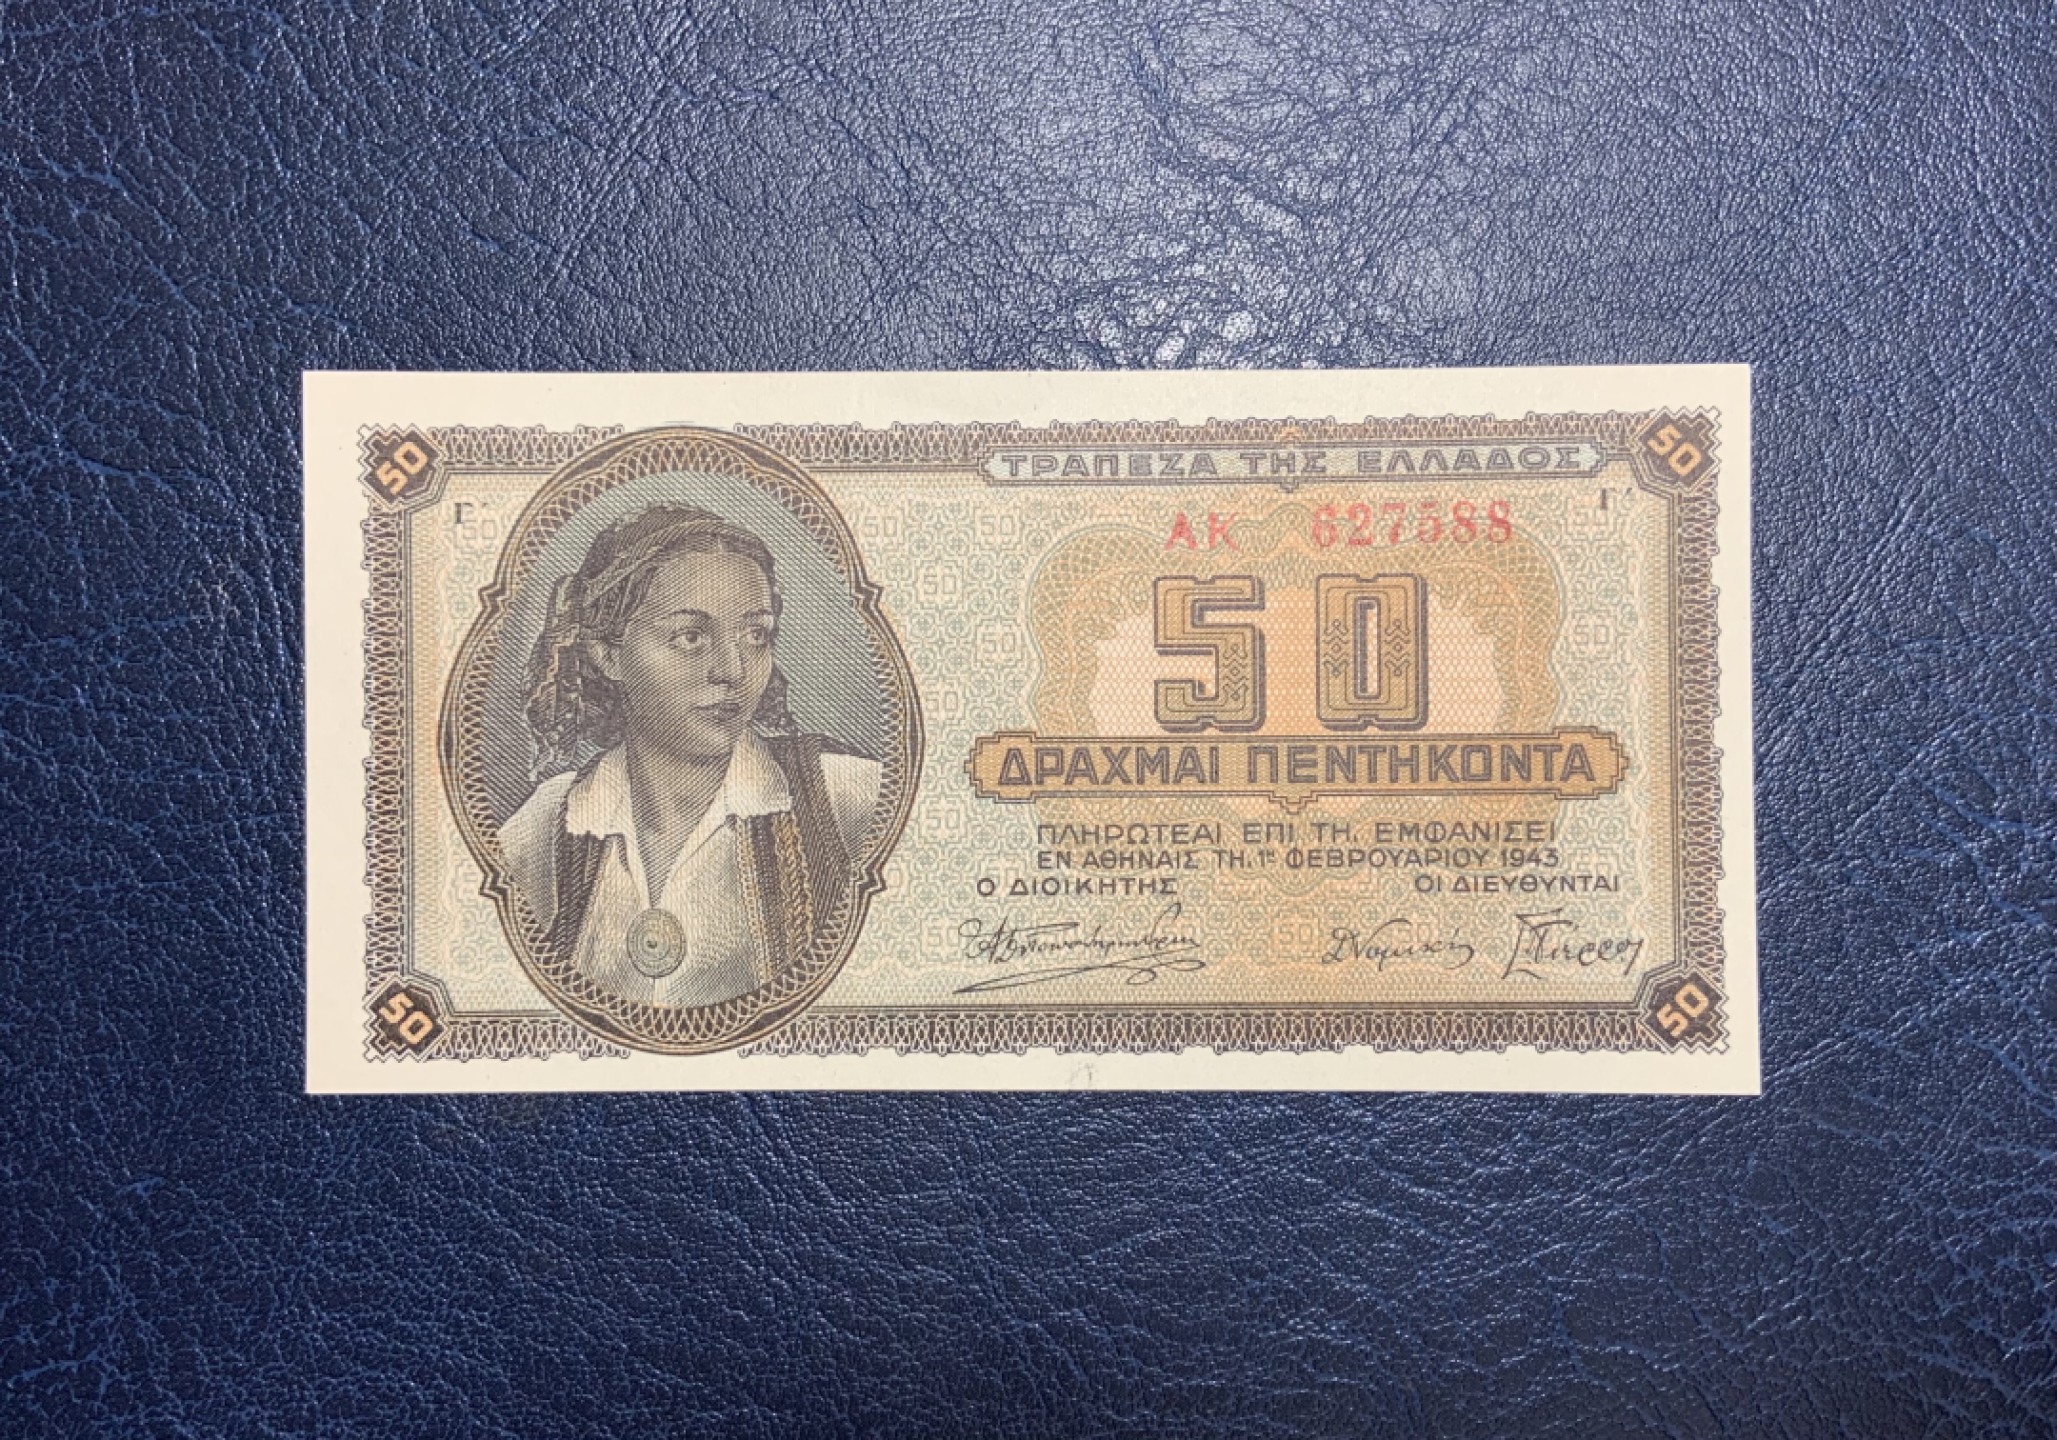 50 ΤΡΑΠΕΖΑ ΤΗΣ ΕΛΛΑΔΟΣ 50
Γ´ Γ´
ΑΚ 627588
50
ΔΡΑΧΜΑΙ ΠΕΝΤΗΚΟΝΤΑ
ΠΛΗΡΩΤΕΑΙ ΕΠΙ ΤΗ, ΕΜΦΑΝΙΣΕΙ
ΕΝ ΑΘΗΝΑΙΣ ΤΗ, 1ῃ ΦΕΒΡΟΥΑΡΙΟΥ 1943
Ο ΔΙΟΙΚΗΤΗΣ ΟΙ ΔΙΕΥΘΥΝΤΑΙ
50 50